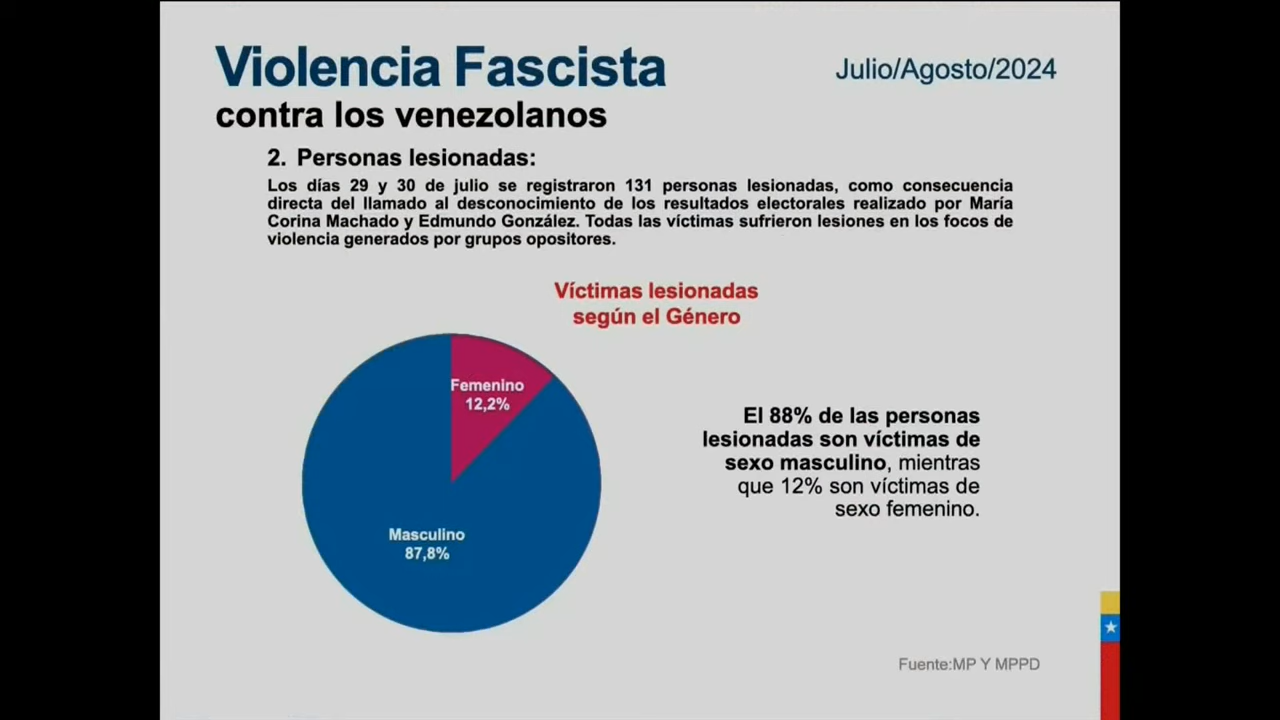 Violencia Fascista
Julio/Agosto/2024
contra los venezolanos
2. Personas lesionadas:
Los días 29 y 30 de julio se registraron 131 personas lesionadas, como consecuencia
directa del llamado al desconocimiento de los resultados electorales realizado por María
Corina Machado y Edmundo González. Todas las víctimas sufrieron lesiones en los focos de
violencia generados por grupos opositores.
Víctimas lesionadas
según el Género
Femenino
12,2%
Masculino
87,8%
El 88% de las personas
lesionadas son víctimas de
sexo masculino, mientras
que 12% son víctimas de
sexo femenino.
Fuente:MP Y MPPD